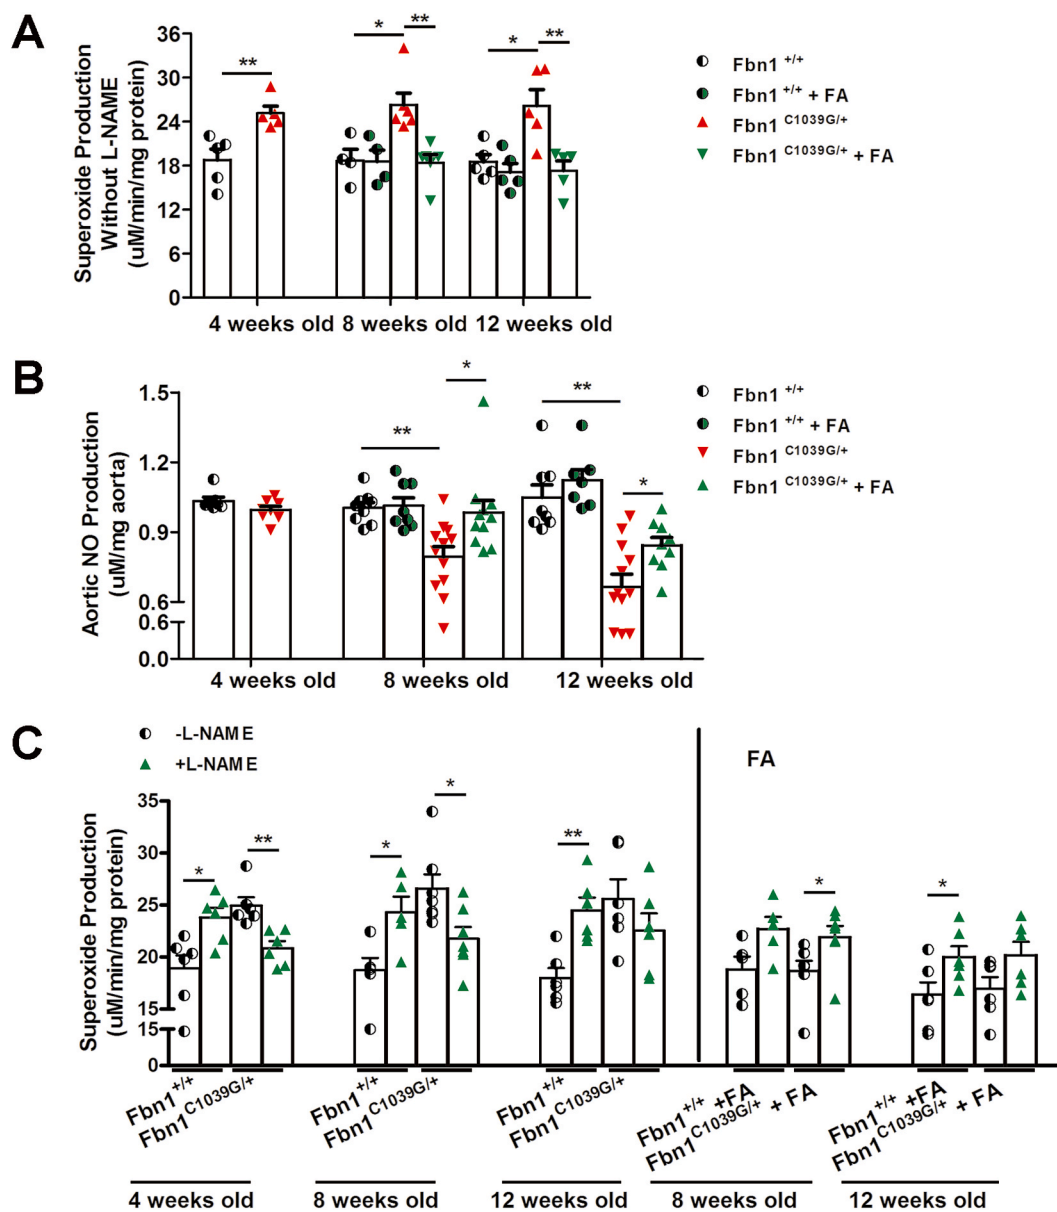 A
Superoxide Production
Without L-NAME
(uM/min/mg protein)
36
30
24
18
12
6
0
**
*
**
*
**
4 weeks old
8 weeks old
12 weeks old
Fbn1 +/+
Fbn1 +/+ + FA
Fbn1 C1039G/+
Fbn1 C1039G/+ + FA
B
Aortic NO Production
(uM/mg aorta)
1.5
1.2
0.9
0.6
0.6
0.0
**
*
**
*
4 weeks old
8 weeks old
12 weeks old
Fbn1 +/+
Fbn1 +/+ + FA
Fbn1 C1039G/+
Fbn1 C1039G/+ + FA
C
-L-NAME
+L-NAME
FA
Superoxide Production
(uM/min/mg protein)
35
30
25
20
15
15
0
*
**
*
*
**
*
*
Fbn1+/+
Fbn1C1039G/+
Fbn1+/+
Fbn1C1039G/+
Fbn1+/+
Fbn1C1039G/+
Fbn1+/+ +FA
Fbn1C1039G/+ + FA
Fbn1+/+ +FA
Fbn1C1039G/+ + FA
4 weeks old
8 weeks old
12 weeks old
8 weeks old
12 weeks old